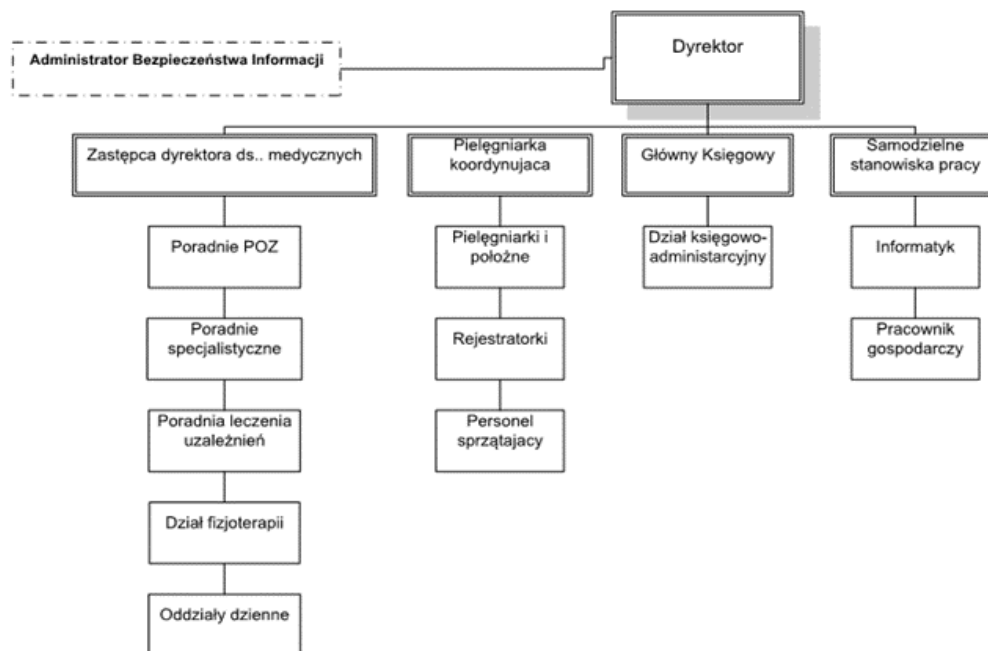 Dyrektor
Administrator Bezpieczeństwa Informacji
Zastępca dyrektora ds.. medycznych
Pielęgniarka
koordynujaca
Główny Księgowy
Samodzielne
stanowiska pracy
Poradnie POZ
Pielęgniarki i
położne
Dział księgowo-
administarcyjny
Informatyk
Poradnie
specjalistyczne
Rejestratorki
Pracownik
gospodarczy
Poradnia leczenia
uzależnień
Personel
sprzątajacy
Dział fizjoterapii
Oddziały dzienne